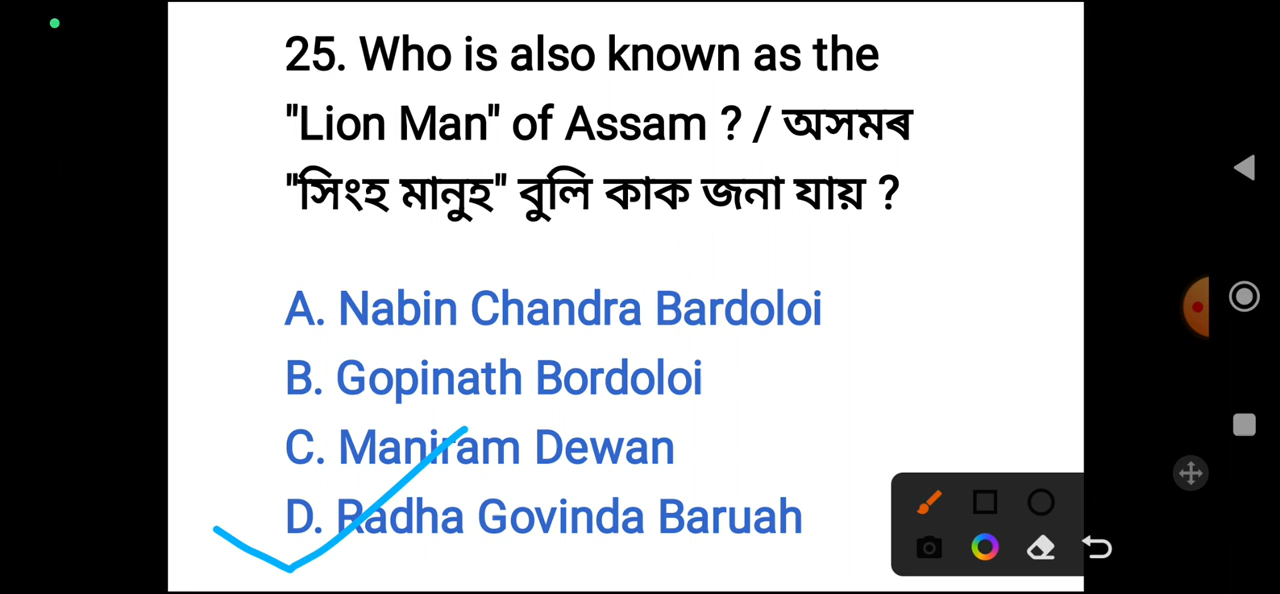 25. Who is also known as the
"Lion Man" of Assam ? / অসমৰ
"সিংহ মানুহ" বুলি কাক জনা যায় ?
A. Nabin Chandra Bardoloi
B. Gopinath Bordoloi
C. Maniram Dewan
D. Radha Govinda Baruah